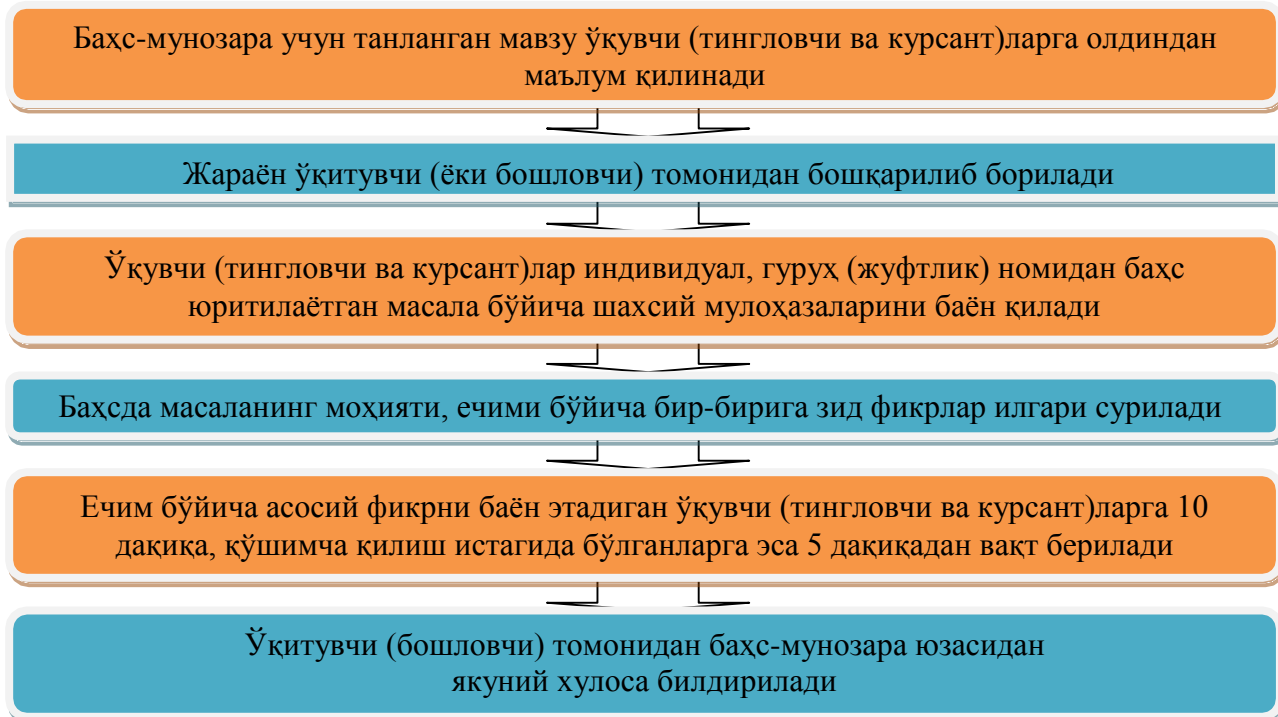 Баҳс-мунозара учун танланган мавзу ўқувчи (тингловчи ва курсант)ларга олдиндан
маълум қилинади
Жараён ўқитувчи (ёки бошловчи) томонидан бошқарилиб борилади
Ўқувчи (тингловчи ва курсант)лар индивидуал, гуруҳ (жуфтлик) номидан баҳс
юритилаётган масала бўйича шахсий мулоҳазаларини баён қилади
Баҳсда масаланинг моҳияти, ечими бўйича бир-бирига зид фикрлар илгари сурилади
Ечим бўйича асосий фикрни баён этадиган ўқувчи (тингловчи ва курсант)ларга 10
дақиқа, қўшимча қилиш истагида бўлганларга эса 5 дақиқадан вақт берилади
Ўқитувчи (бошловчи) томонидан баҳс-мунозара юзасидан
якуний хулоса билдирилади